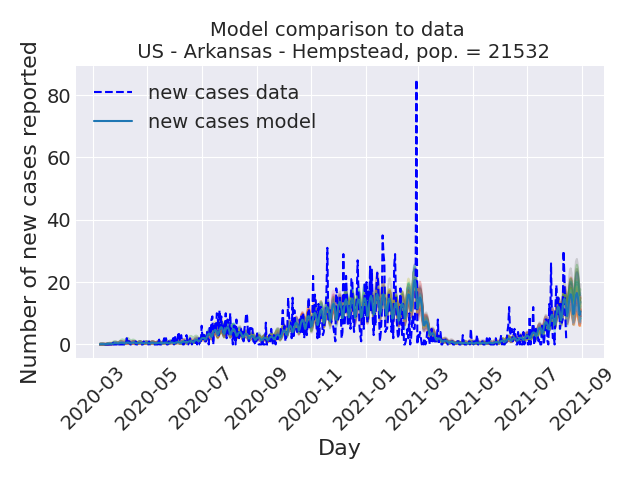 Model comparison to data
US - Arkansas - Hempstead, pop. = 21532
Number of new cases reported
80
60
40
20
0
new cases data
new cases model
2020-03
2020-05
2020-07
2020-09
2020-11
2021-01
2021-03
2021-05
2021-07
2021-09
Day